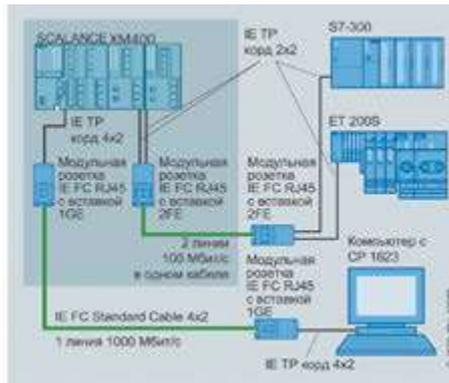 SCALANCE XM400
IE TP
корд 2x2
S7-300
IE TP
корд 4x2
ET 200S
Модульная
розетка
IE FC RJ45
с вставкой
1GE
Модульная
розетка
IE FC RJ45
с вставкой
2FE
Модульная
розетка
IE FC RJ45
с вставкой
2FE
2 линии
100 Мбит/с
в одном кабеле
Компьютер с
CP 1623
Модульная
розетка
IE FC RJ45
с вставкой
1GE
IE FC Standard Cable 4x2
1 линия 1000 Мбит/с
IE TP корд 4x2